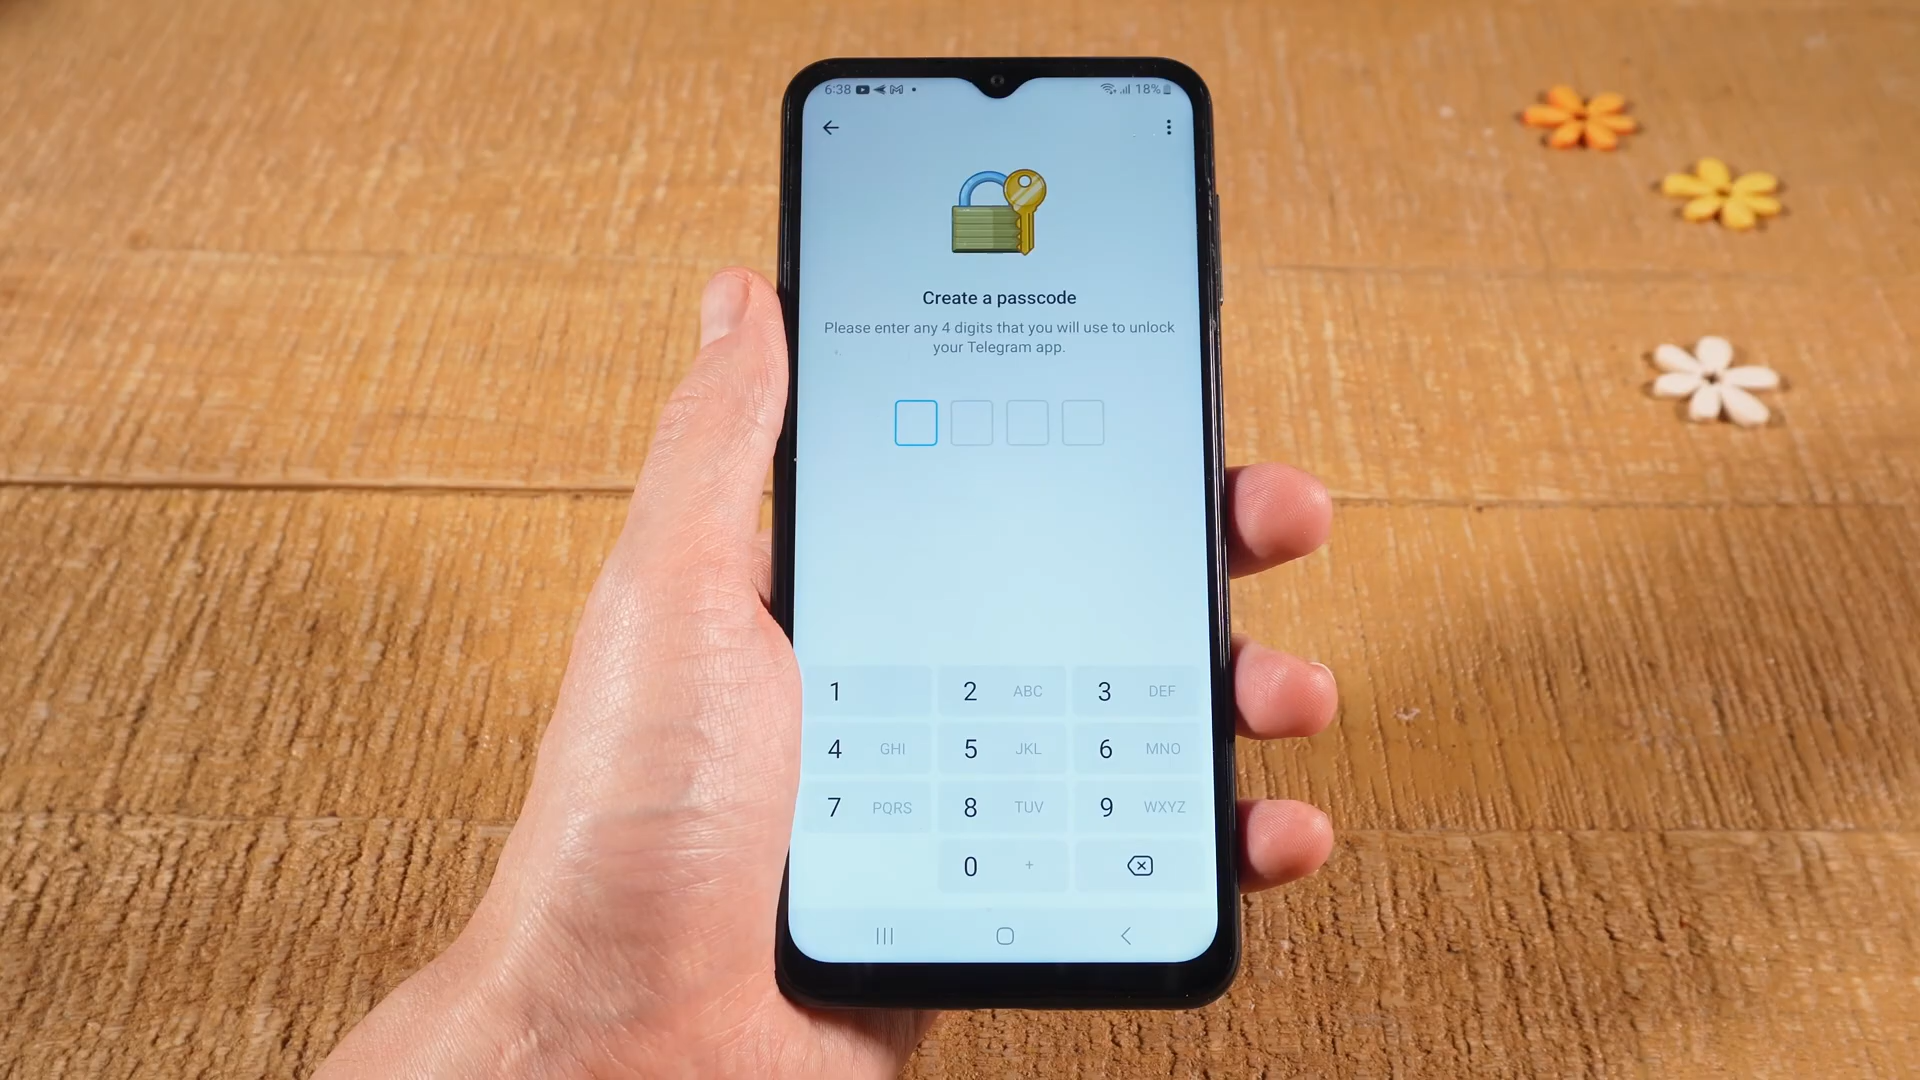 6:38 18%
Create a passcode
Please enter any 4 digits that you will use to unlock
your Telegram app.
1 2 ABC 3 DEF
4 GHI 5 JKL 6 MNO
7 PQRS 8 TUV 9 WXYZ
0 +